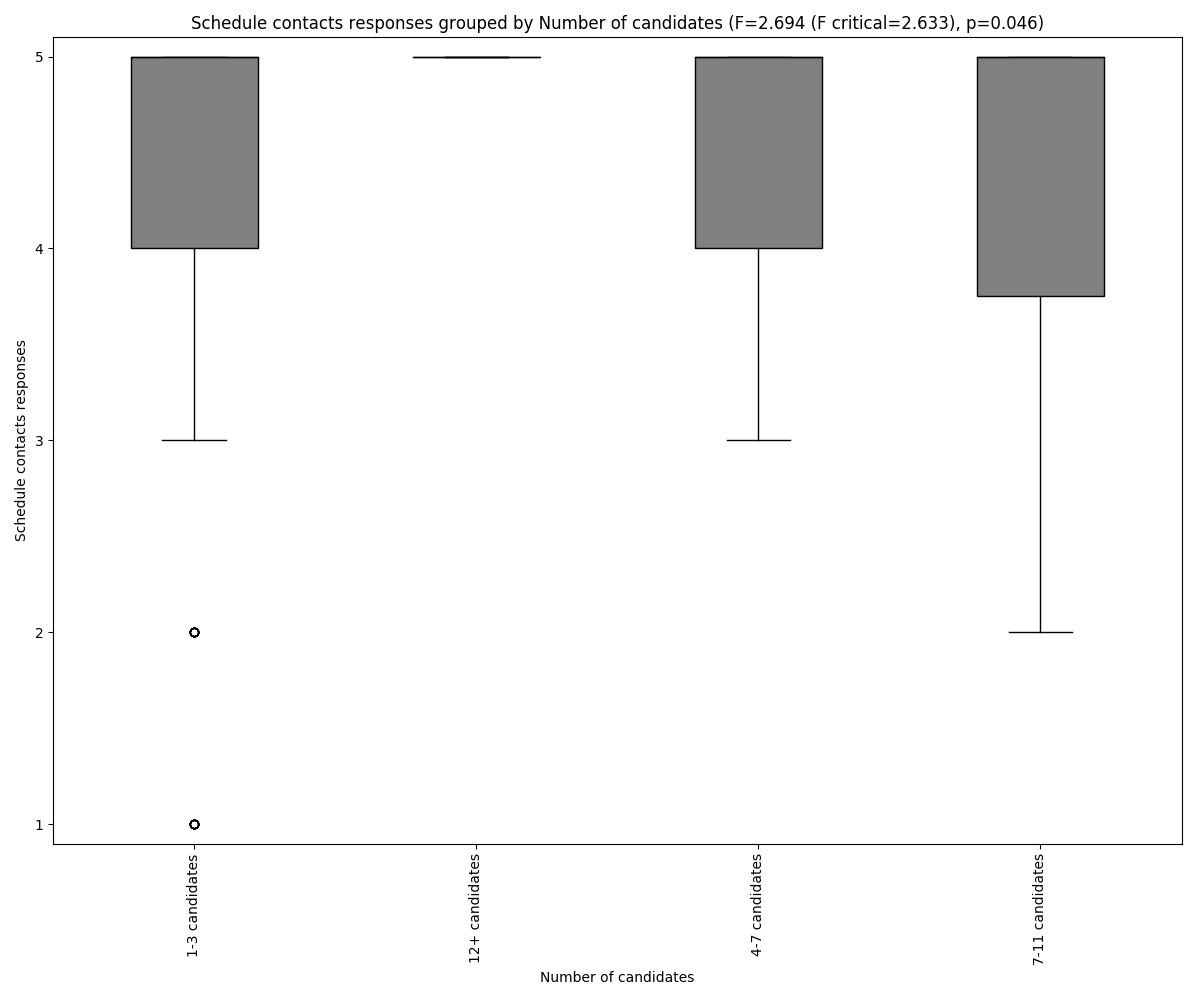 Schedule contacts responses grouped by Number of candidates (F=2.694 (F critical=2.633), p=0.046)
Schedule contacts responses
5
4
3
2
1
1-3 candidates
12+ candidates
4-7 candidates
7-11 candidates
Number of candidates